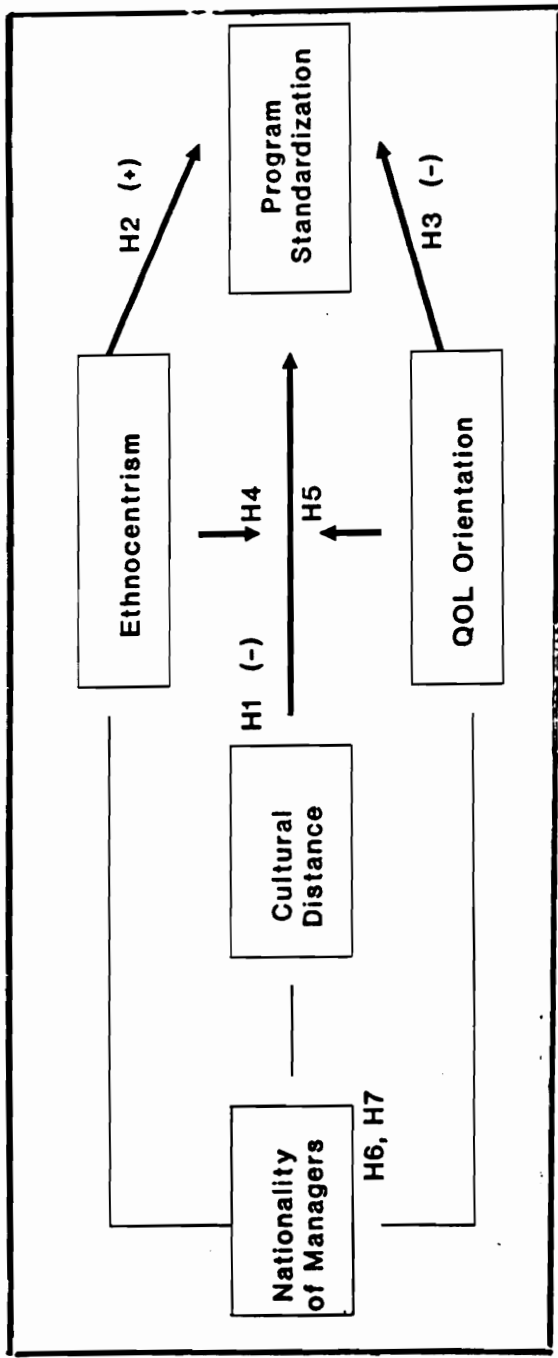 Nationality
of Managers
H6, H7
Cultural
Distance
H1 (-)
Ethnocentrism
H4
H5
QOL Orientation
H2 (+)
H3 (-)
Program
Standardization